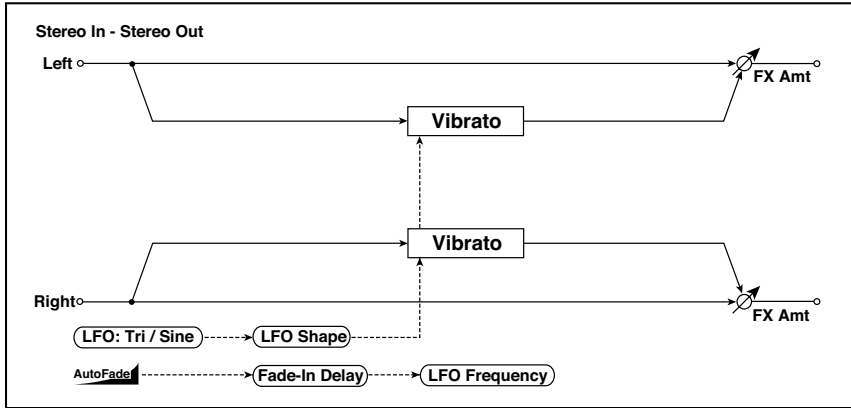 Stereo In - Stereo Out
Left
FX Amt
Vibrato
Vibrato
Right
FX Amt
LFO: Tri / Sine
LFO Shape
AutoFade
Fade-In Delay
LFO Frequency